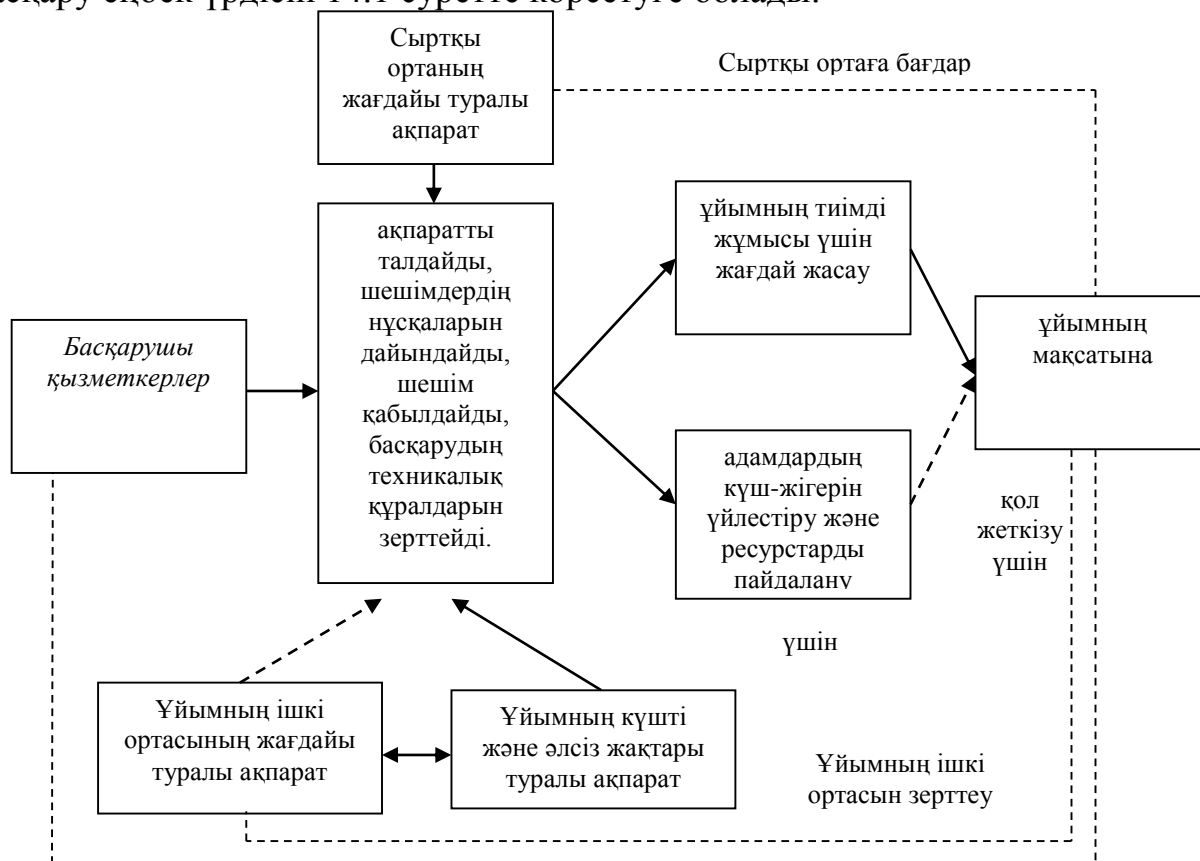 еңбек үрдісін 14.1 суретте көрсетуге болады.
Сыртқы
ортаның
жағдайы туралы
ақпарат
Сыртқы ортаға бағдар
ақпаратты
талдайды,
шешімдердің
нұсқаларын
дайындайды,
шешім
қабылдайды,
басқарудың
техникалық
құралдарын
зерттейді.
ұйымның тиімді
жұмысы үшін
жағдай жасау
Басқарушы
қызметкерлер
ұйымның
мақсатына
адамдардың
күш-жігерін
үйлестіру және
ресурстарды
пайдалану
қол
жеткізу
үшін
үшін
Ұйымның ішкі
ортасының жағдайы
туралы ақпарат
Ұйымның күшті
және әлсіз жақтары
туралы ақпарат
Ұйымның ішкі
ортасын зерттеу